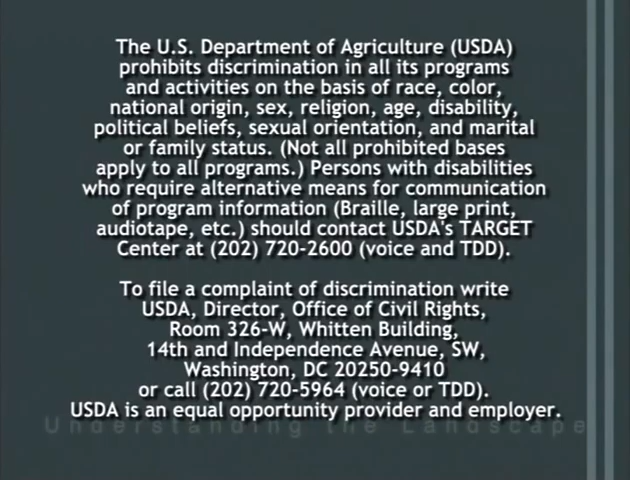 The U.S. Department of Agriculture (USDA)
prohibits discrimination in all its programs
and activities on the basis of race, color,
national origin, sex, religion, age, disability,
political beliefs, sexual orientation, and marital
or family status. (Not all prohibited bases
apply to all programs.) Persons with disabilities
who require alternative means for communication
of program information (Braille, large print,
audiotape, etc.) should contact USDA's TARGET
Center at (202) 720-2600 (voice and TDD).
To file a complaint of discrimination write
USDA, Director, Office of Civil Rights,
Room 326-W, Whitten Building,
14th and Independence Avenue, SW,
Washington, DC 20250-9410
or call (202) 720-5964 (voice or TDD).
USDA is an equal opportunity provider and employer.
Understanding the Landscape